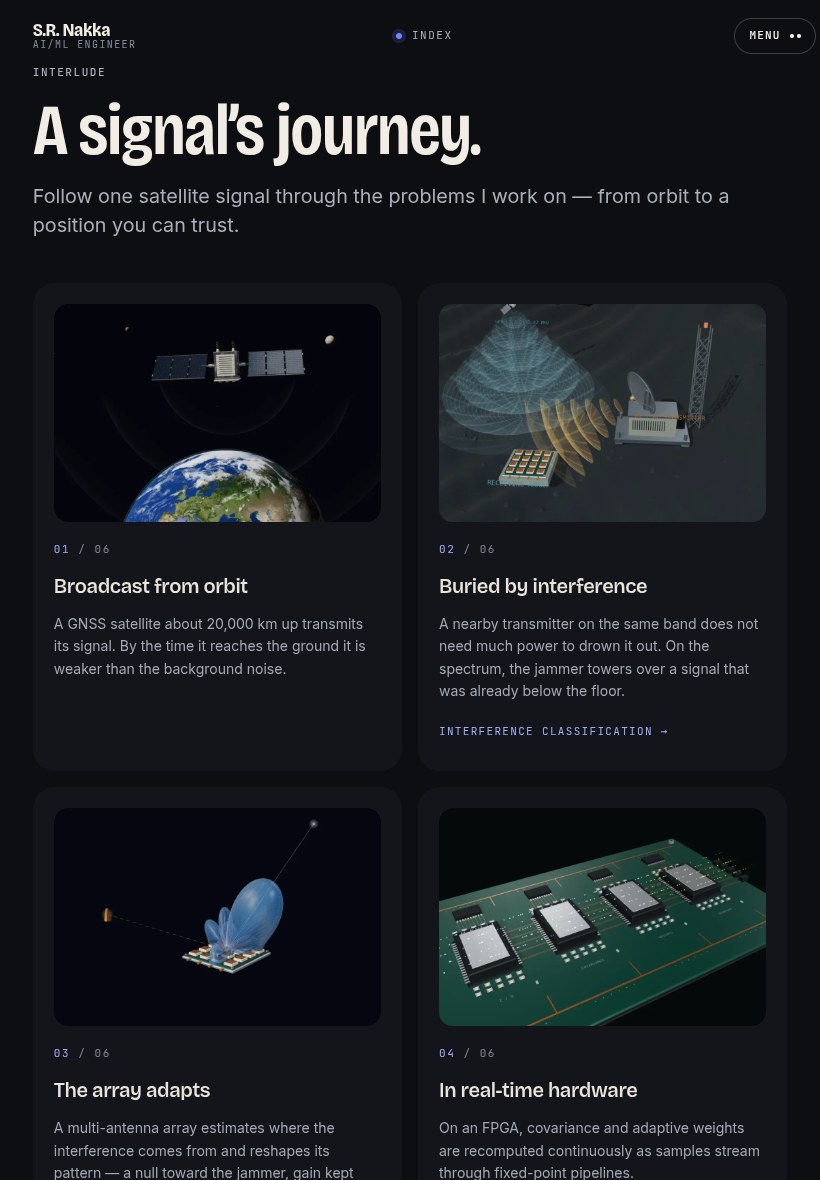 S.R. Nakka
AI/ML ENGINEER
INDEX
MENU
INTERLUDE
A signal's journey.
Follow one satellite signal through the problems I work on — from orbit to a
position you can trust.
01 / 06
Broadcast from orbit
A GNSS satellite about 20,000 km up transmits
its signal. By the time it reaches the ground it is
weaker than the background noise.
02 / 06
Buried by interference
A nearby transmitter on the same band does not
need much power to drown it out. On the
spectrum, the jammer towers over a signal that
was already below the floor.
INTERFERENCE CLASSIFICATION →
03 / 06
The array adapts
A multi-antenna array estimates where the
interference comes from and reshapes its
pattern — a null toward the jammer, gain kept
04 / 06
In real-time hardware
On an FPGA, covariance and adaptive weights
are recomputed continuously as samples stream
through fixed-point pipelines.